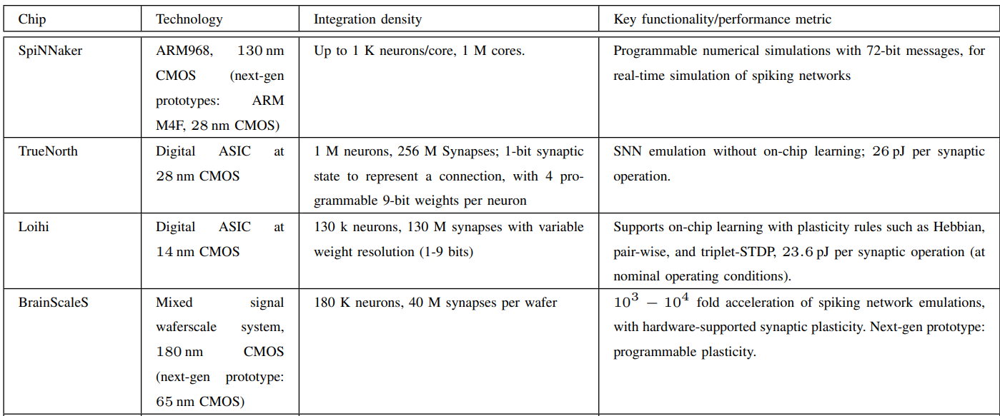 Chip Technology Integration density Key functionality/performance metric
SpiNNaker ARM968, 130 nm Up to 1 K neurons/core, 1 M cores. Programmable numerical simulations with 72-bit messages, for
CMOS (next-gen real-time simulation of spiking networks
prototypes: ARM
M4F, 28 nm CMOS)
TrueNorth Digital ASIC at 1 M neurons, 256 M Synapses; 1-bit synaptic SNN emulation without on-chip learning; 26 pJ per synaptic
28 nm CMOS state to represent a connection, with 4 pro- operation.
grammable 9-bit weights per neuron
Loihi Digital ASIC at 130 k neurons, 130 M synapses with variable Supports on-chip learning with plasticity rules such as Hebbian,
14 nm CMOS weight resolution (1-9 bits) pair-wise, and triplet-STDP, 23.6 pJ per synaptic operation (at
nominal operating conditions).
BrainScaleS Mixed signal 180 K neurons, 40 M synapses per wafer 10³ − 10⁴ fold acceleration of spiking network emulations,
waferscale system, with hardware-supported synaptic plasticity. Next-gen prototype:
180 nm CMOS programmable plasticity.
(next-gen prototype:
65 nm CMOS)